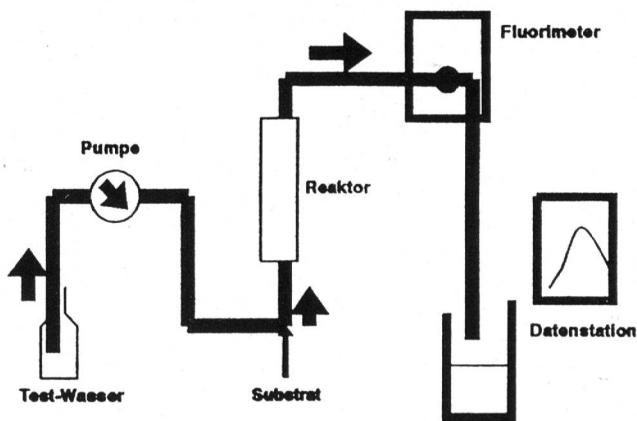 Fluorimeter
Pumpe
Reaktor
Datenstation
Test-Wasser
Substrat